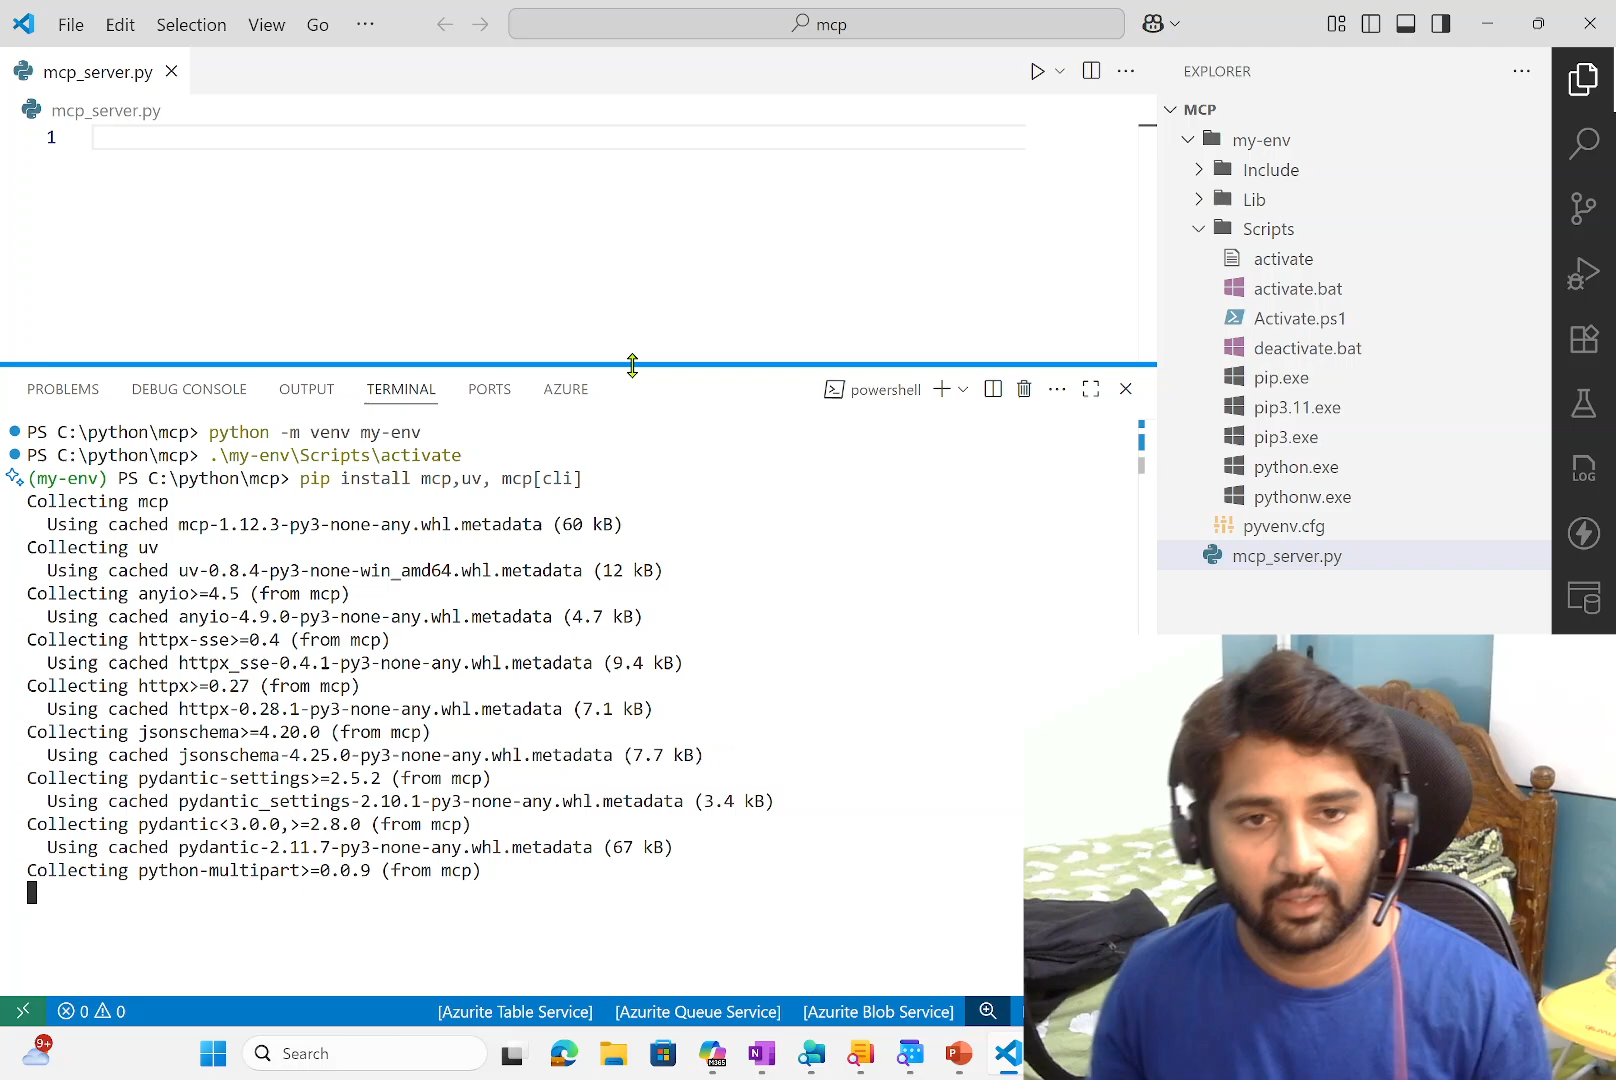 File Edit Selection View Go ··· mcp
mcp_server.py
mcp_server.py
1
EXPLORER
MCP
my-env
Include
Lib
Scripts
activate
activate.bat
Activate.ps1
deactivate.bat
pip.exe
pip3.11.exe
pip3.exe
python.exe
pythonw.exe
pyvenv.cfg
mcp_server.py
LOG
PROBLEMS DEBUG CONSOLE OUTPUT TERMINAL PORTS AZURE powershell
PS C:\python\mcp> python -m venv my-env
PS C:\python\mcp> .\my-env\Scripts\activate
(my-env) PS C:\python\mcp> pip install mcp,uv, mcp[cli]
Collecting mcp
Using cached mcp-1.12.3-py3-none-any.whl.metadata (60 kB)
Collecting uv
Using cached uv-0.8.4-py3-none-win_amd64.whl.metadata (12 kB)
Collecting anyio>=4.5 (from mcp)
Using cached anyio-4.9.0-py3-none-any.whl.metadata (4.7 kB)
Collecting httpx-sse>=0.4 (from mcp)
Using cached httpx_sse-0.4.1-py3-none-any.whl.metadata (9.4 kB)
Collecting httpx>=0.27 (from mcp)
Using cached httpx-0.28.1-py3-none-any.whl.metadata (7.1 kB)
Collecting jsonschema>=4.20.0 (from mcp)
Using cached jsonschema-4.25.0-py3-none-any.whl.metadata (7.7 kB)
Collecting pydantic-settings>=2.5.2 (from mcp)
Using cached pydantic_settings-2.10.1-py3-none-any.whl.metadata (3.4 kB)
Collecting pydantic<3.0.0,>=2.8.0 (from mcp)
Using cached pydantic-2.11.7-py3-none-any.whl.metadata (67 kB)
Collecting python-multipart>=0.0.9 (from mcp)
0 0 [Azurite Table Service] [Azurite Queue Service] [Azurite Blob Service]
9+ Search M365 N P